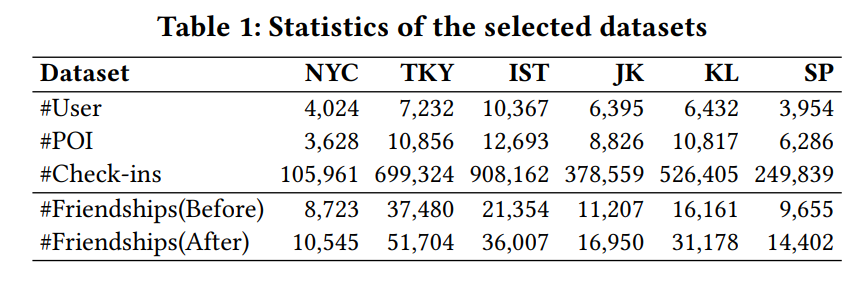 Table 1: Statistics of the selected datasets
Dataset NYC TKY IST JK KL SP
#User 4,024 7,232 10,367 6,395 6,432 3,954
#POI 3,628 10,856 12,693 8,826 10,817 6,286
#Check-ins 105,961 699,324 908,162 378,559 526,405 249,839
#Friendships(Before) 8,723 37,480 21,354 11,207 16,161 9,655
#Friendships(After) 10,545 51,704 36,007 16,950 31,178 14,402